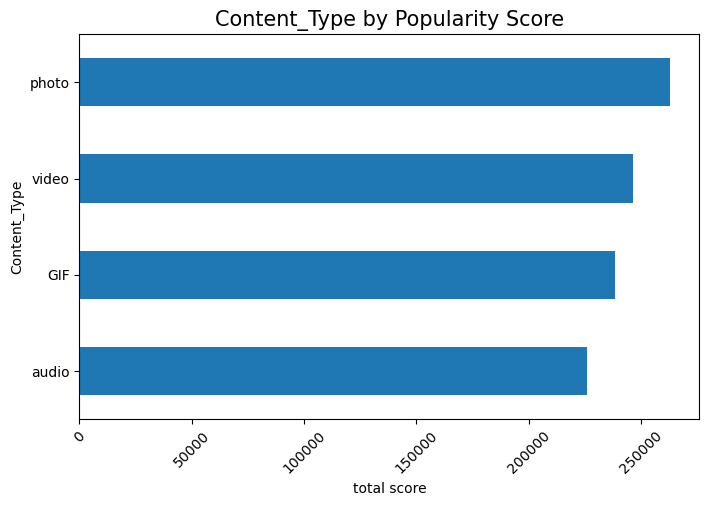 Content_Type by Popularity Score
Content_Type
photo
video
GIF
audio
0
50000
100000
150000
200000
250000
total score